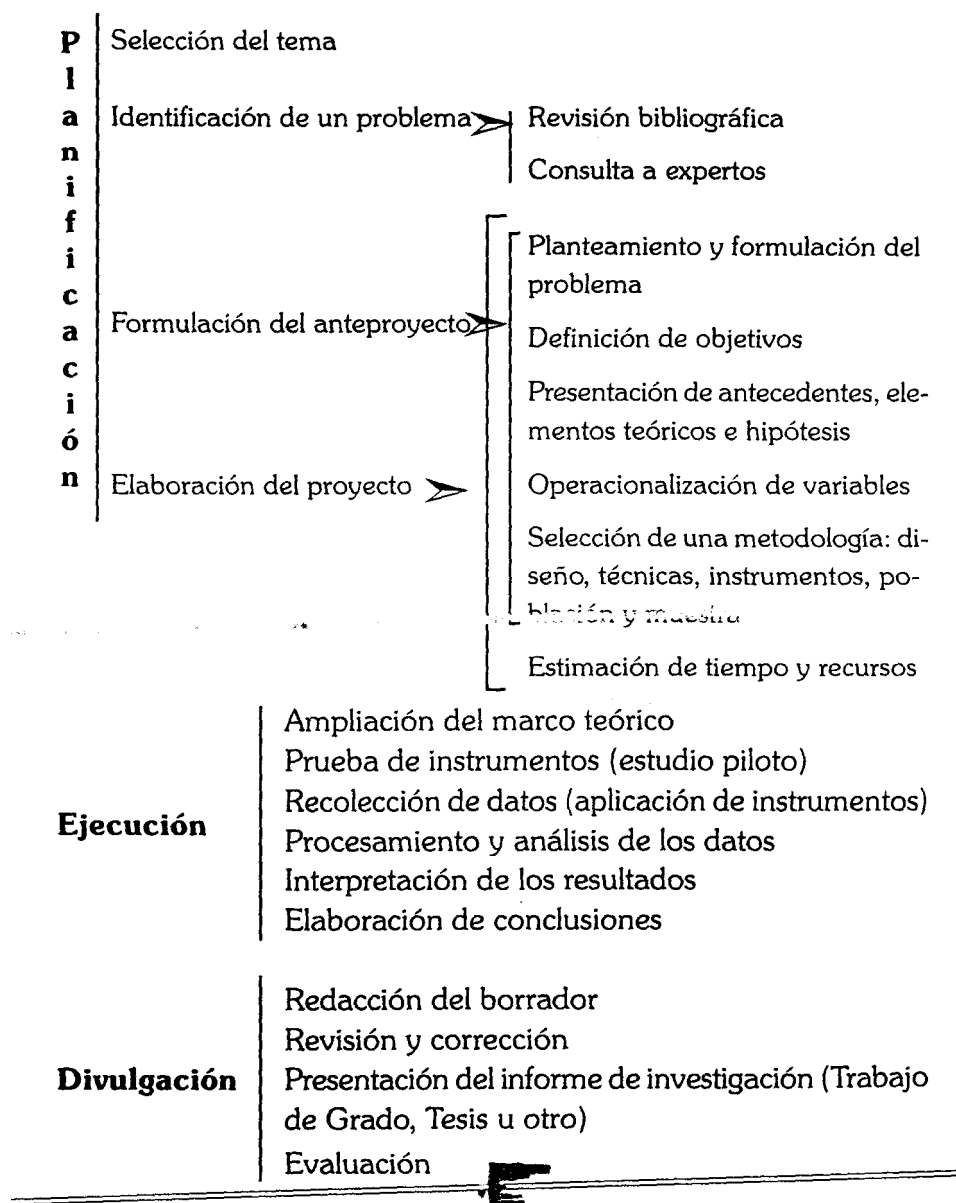 Planificación
Selección del tema
Identificación de un problema
Revisión bibliográfica
Consulta a expertos
Formulación del anteproyecto
Elaboración del proyecto
Planteamiento y formulación del
problema
Definición de objetivos
Presentación de antecedentes, ele-
mentos teóricos e hipótesis
Operacionalización de variables
Selección de una metodología: di-
seño, técnicas, instrumentos, po-
blación y muestra
Estimación de tiempo y recursos
Ejecución
Ampliación del marco teórico
Prueba de instrumentos (estudio piloto)
Recolección de datos (aplicación de instrumentos)
Procesamiento y análisis de los datos
Interpretación de los resultados
Elaboración de conclusiones
Divulgación
Redacción del borrador
Revisión y corrección
Presentación del informe de investigación (Trabajo
de Grado, Tesis u otro)
Evaluación